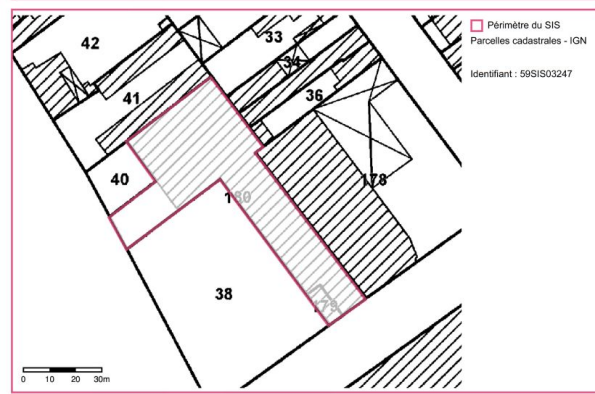 Périmètre du SIS
Parcelles cadastrales - IGN
Identifiant : 59SIS03247
42
33
34
41
36
40
178
38
0 10 20 30m